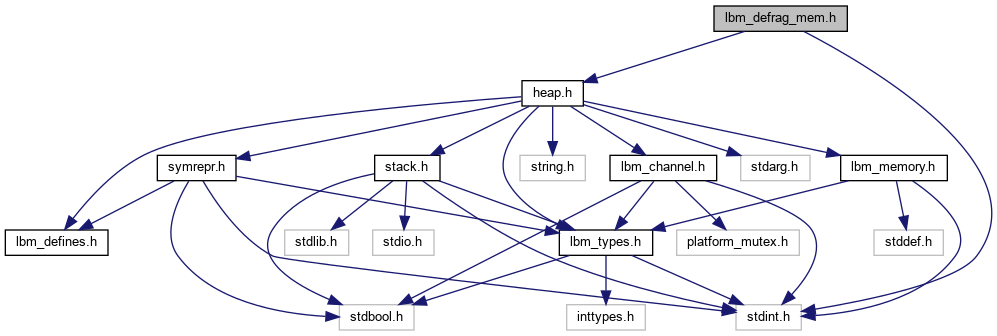 lbm_defrag_mem.h
heap.h
symrepr.h
stack.h
string.h
lbm_channel.h
stdarg.h
lbm_memory.h
lbm_defines.h
stdlib.h
stdio.h
lbm_types.h
platform_mutex.h
stddef.h
stdbool.h
inttypes.h
stdint.h